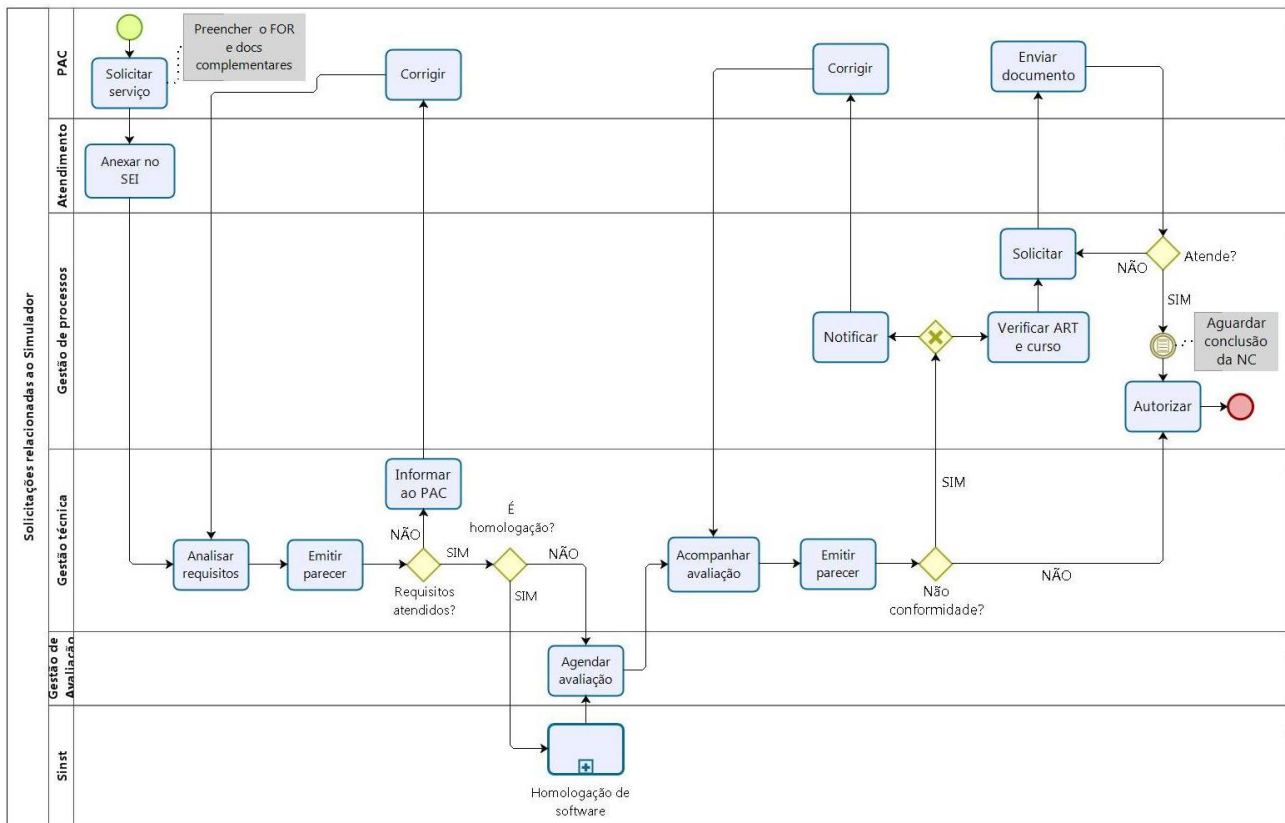 Solicitações relacionadas ao Simulador
PAC
Preencher o FOR
e docs
complementares
Solicitar
serviço
Corrigir
Corrigir
Enviar
documento
Atendimento
Anexar no
SEI
Gestão de processos
Solicitar
NÃO
Atende?
SIM
Notificar
Verificar ART
e curso
Aguardar
conclusão
da NC
Autorizar
Gestão técnica
Informar
ao PAC
NÃO
É
homologação?
SIM
Analisar
requisitos
Emitir
parecer
SIM
NÃO
Requisitos
atendidos?
SIM
Acompanhar
avaliação
Emitir
parecer
NÃO
Não
conformidade?
Gestão de
Avaliação
Agendar
avaliação
Sinst
Homologação de
software